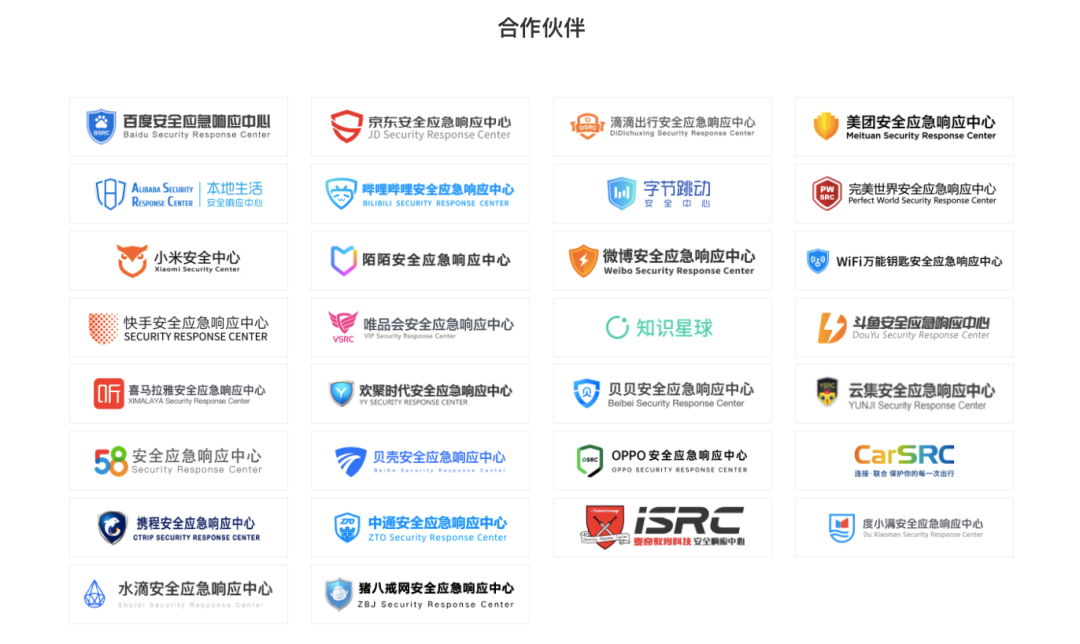 合作伙伴
百度安全应急响应中心
BSRC
Baidu Security Response Center
京东安全应急响应中心
JD Security Response Center
滴滴出行安全应急响应中心
DSRC
DiDichuxing Security Response Center
美团安全应急响应中心
Meituan Security Response Center
ALIBABA SECURITY
RESPONSE CENTER
本地生活
安全响应中心
哔哩哔哩安全应急响应中心
BILIBILI SECURITY RESPONSE CENTER
字节跳动
安全中心
PW
SRC
完美世界安全应急响应中心
Perfect World Security Response Center
小米安全中心
Xiaomi Security Center
陌陌安全应急响应中心
微博安全应急响应中心
Weibo Security Response Center
WiFi万能钥匙安全应急响应中心
快手安全应急响应中心
SECURITY RESPONSE CENTER
VSRC
唯品会安全应急响应中心
VIP Security Response Center
知识星球
斗鱼安全应急响应中心
DouYu Security Response Center
听
喜马拉雅安全应急响应中心
XIMALAYA Security Response Center
欢聚时代安全应急响应中心
YY SECURITY RESPONSE CENTER
贝贝安全应急响应中心
Beibei Security Response Center
YSRC
云集安全应急响应中心
YUNJI Security Response Center
58
安全应急响应中心
Security Response Center
贝壳安全应急响应中心
BeiKe Security Response Center
OSRC
OPPO 安全应急响应中心
OPPO SECURITY RESPONSE CENTER
CarSRC
连接·联合 保护你的每一次出行
携程安全应急响应中心
CTRIP SECURITY RESPONSE CENTER
ZTO
中通安全应急响应中心
ZTO Security Response Center
iSRC
安全响应中心
度小满安全应急响应中心
Du Xiaoman Security Response Center
水滴安全应急响应中心
Shuidi Security Response Center
猪八戒网安全应急响应中心
ZBJ Security Response Center